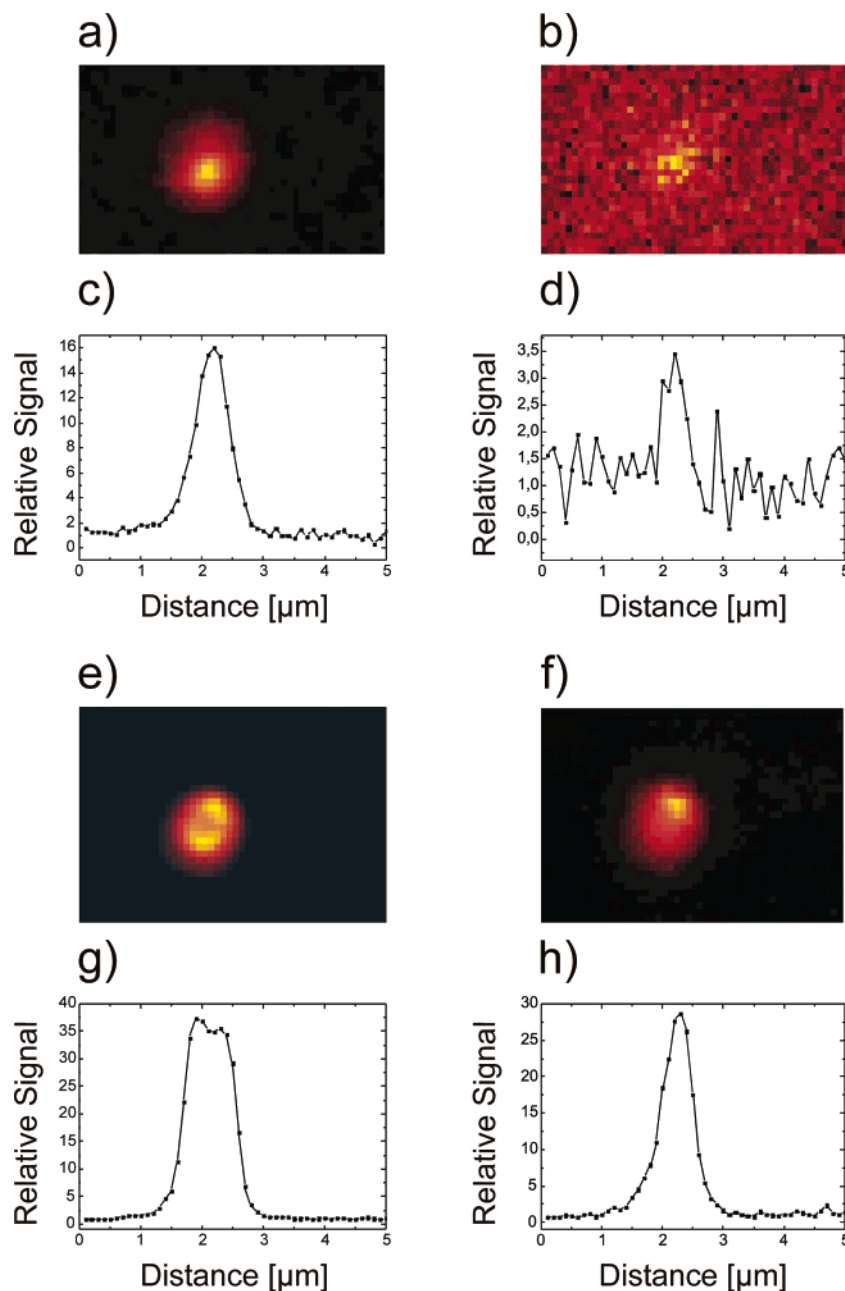 a)
b)
c)
d)
Relative Signal
16
14
12
10
8
6
4
2
0
0 1 2 3 4 5
Distance [µm]
Relative Signal
3,5
3,0
2,5
2,0
1,5
1,0
0,5
0,0
0 1 2 3 4 5
Distance [µm]
e)
f)
g)
h)
Relative Signal
40
35
30
25
20
15
10
5
0
0 1 2 3 4 5
Distance [µm]
Relative Signal
30
25
20
15
10
5
0
0 1 2 3 4 5
Distance [µm]